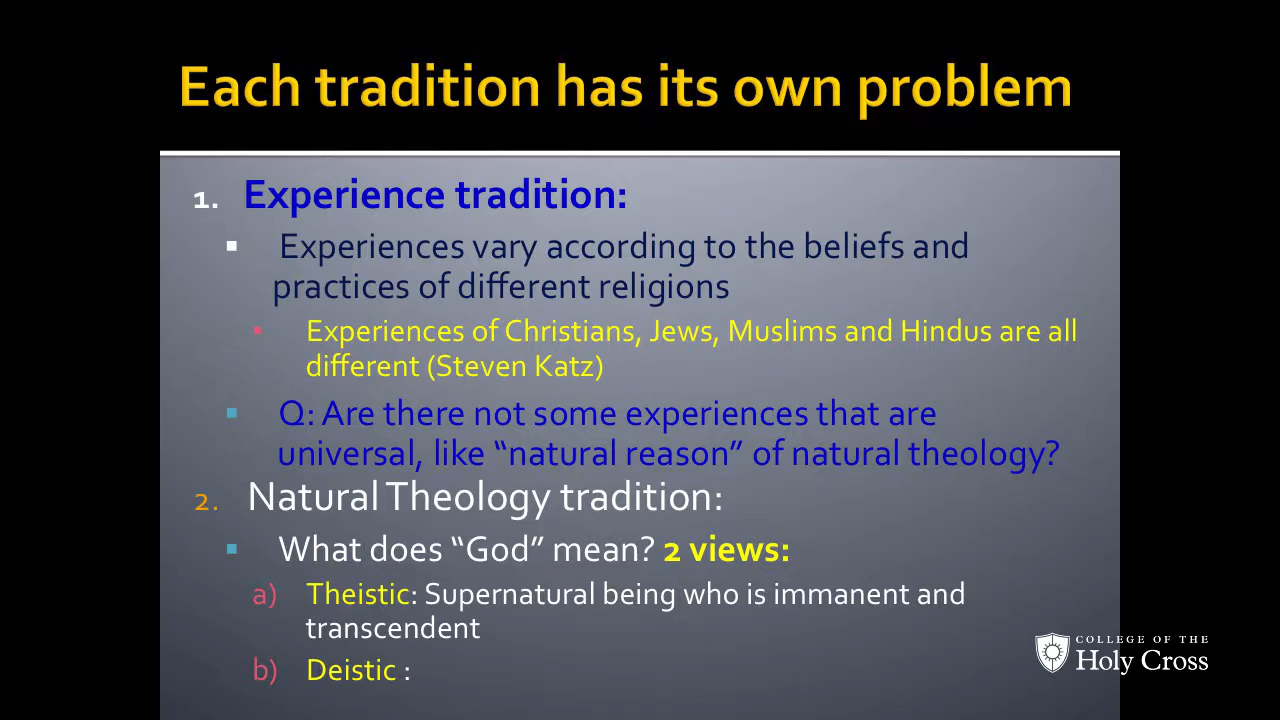 Each tradition has its own problem
1. Experience tradition:
▪ Experiences vary according to the beliefs and
practices of different religions
▪ Experiences of Christians, Jews, Muslims and Hindus are all
different (Steven Katz)
▪ Q: Are there not some experiences that are
universal, like “natural reason” of natural theology?
2. Natural Theology tradition:
▪ What does “God” mean? 2 views:
a) Theistic: Supernatural being who is immanent and
transcendent
b) Deistic :
COLLEGE OF THE
Holy Cross